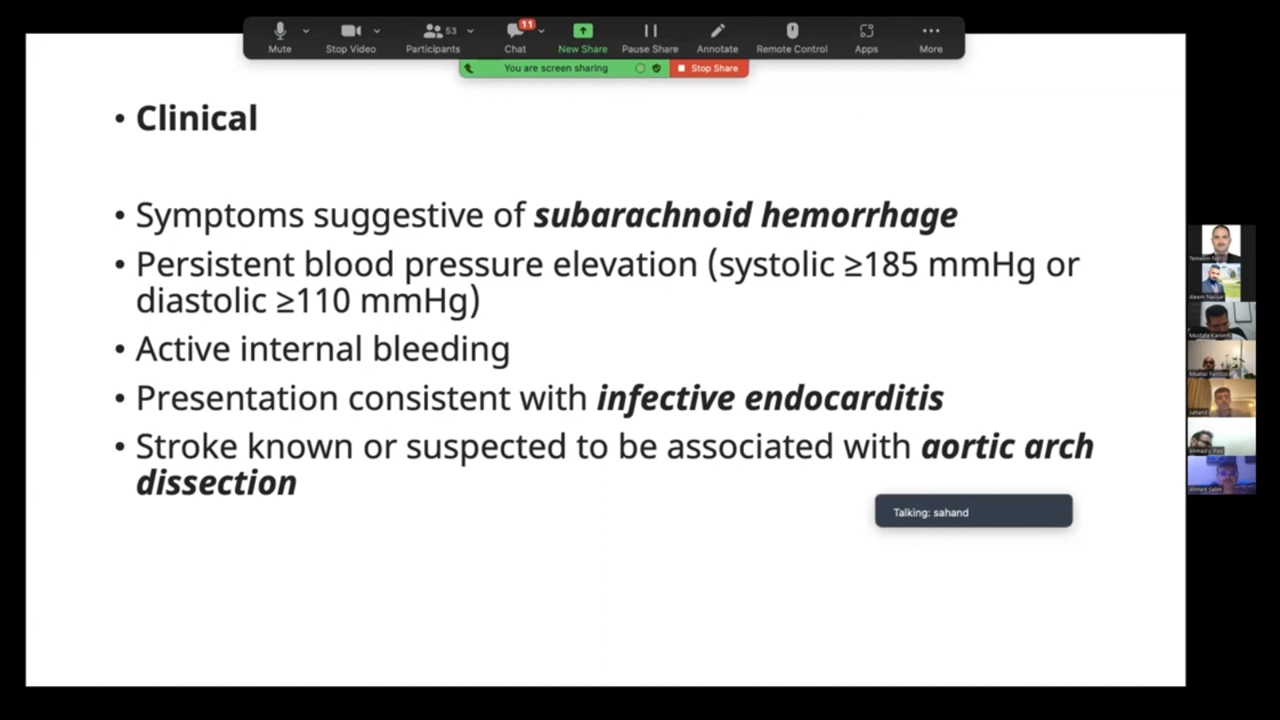 Mute
Stop Video
53
Participants
11
Chat
New Share
Pause Share
Annotate
Remote Control
Apps
More
You are screen sharing
Stop Share
• Clinical
• Symptoms suggestive of subarachnoid hemorrhage
• Persistent blood pressure elevation (systolic ≥185 mmHg or
diastolic ≥110 mmHg)
• Active internal bleeding
• Presentation consistent with infective endocarditis
• Stroke known or suspected to be associated with aortic arch
dissection
Talking: sahand
sahand
Ahmed Salim